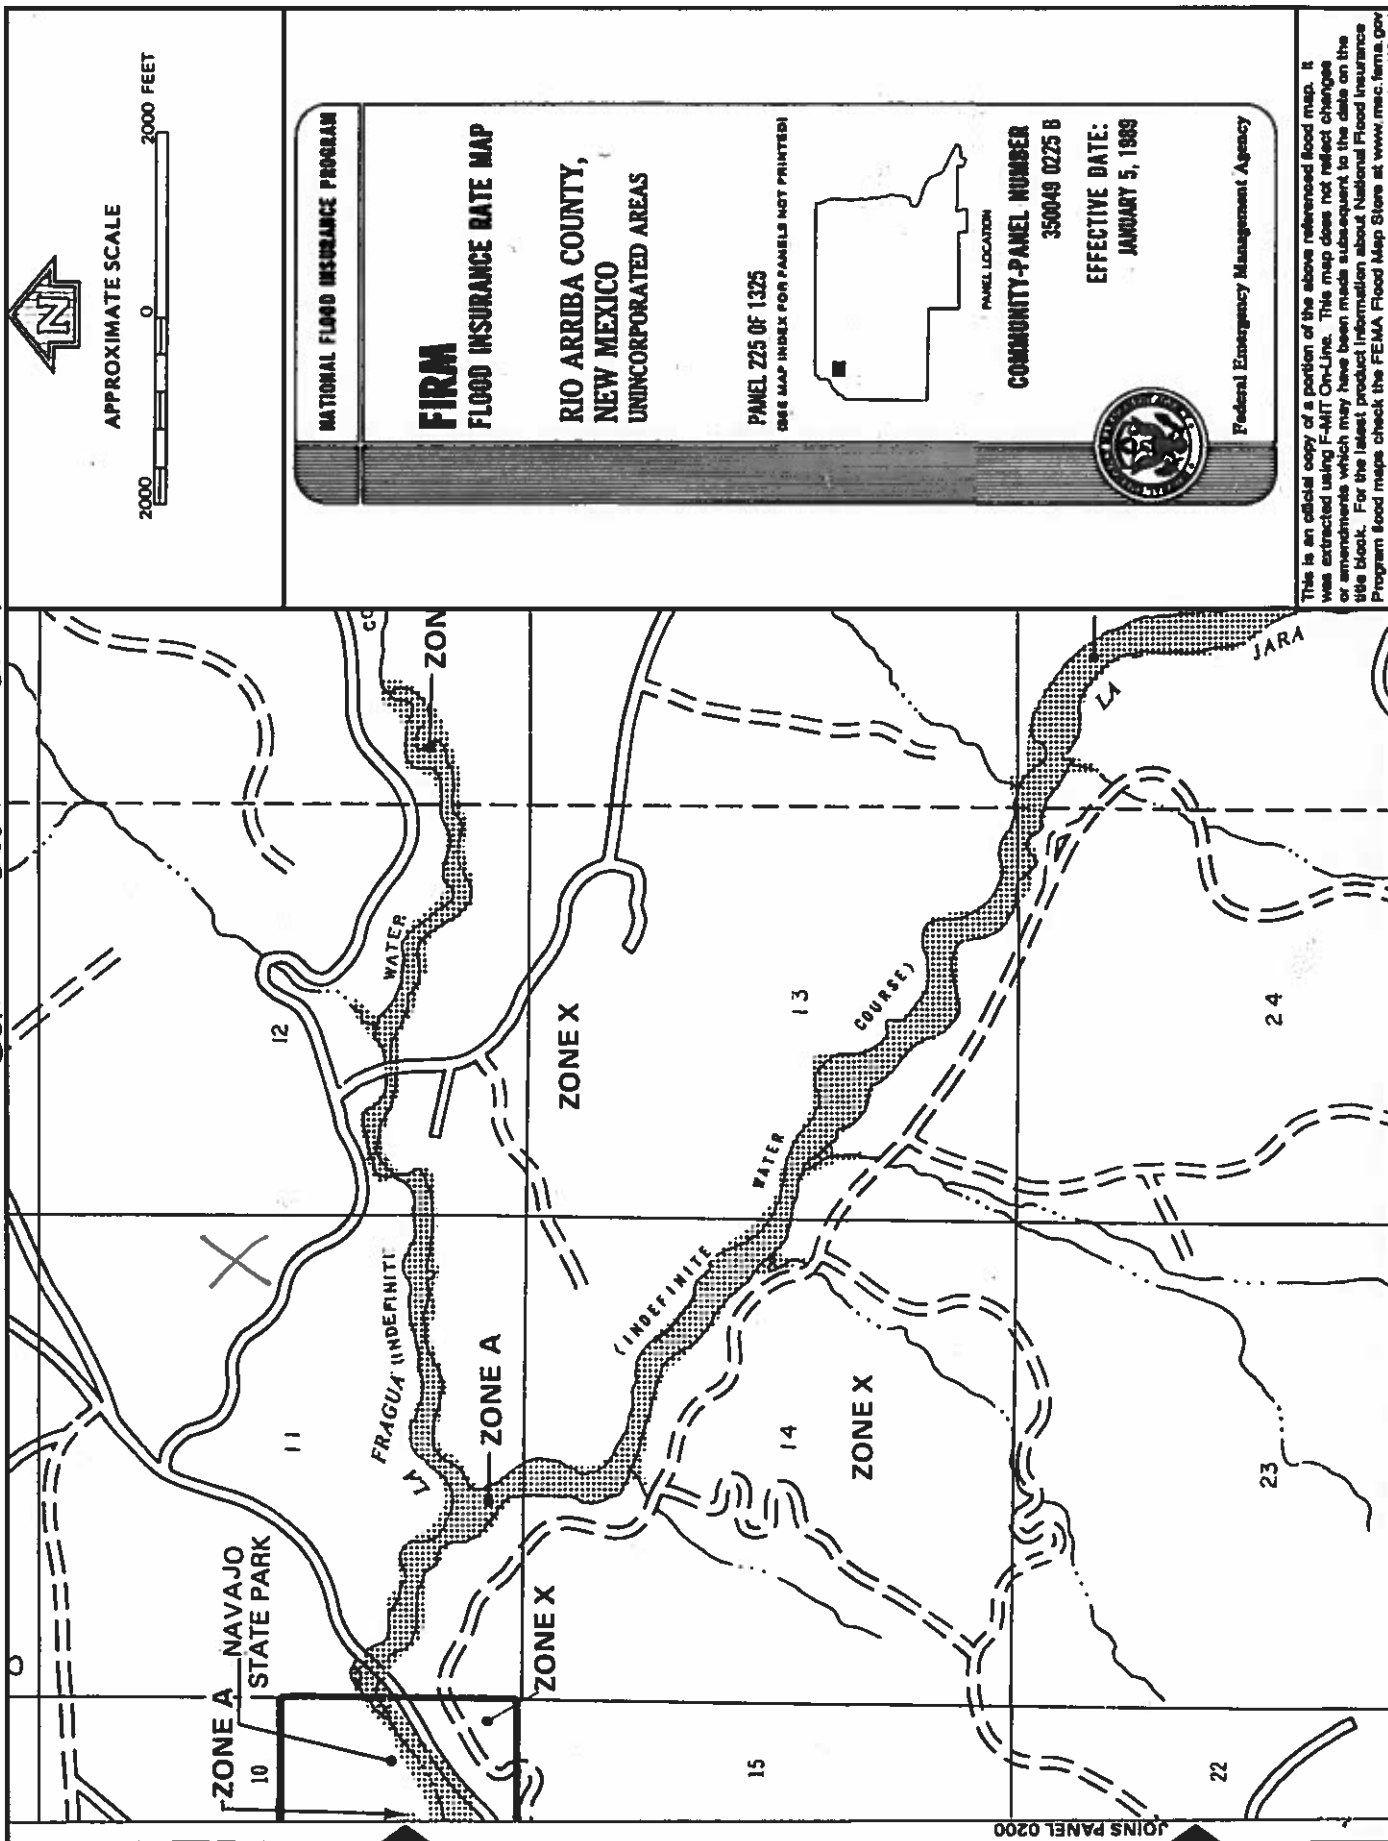 APPROXIMATE SCALE
2000 0 2000 FEET
N
NATIONAL FLOOD INSURANCE PROGRAM
FIRM
FLOOD INSURANCE RATE MAP
RIO ARRIBA COUNTY,
NEW MEXICO
UNINCORPORATED AREAS
PANEL 225 OF 1325
(SEE MAP INDEX FOR PANELS NOT PRINTED)
PANEL LOCATION
COMMUNITY-PANEL NUMBER
350049 0225 B
EFFECTIVE DATE:
JANUARY 5, 1989
Federal Emergency Management Agency
This is an official copy of a portion of the above referenced flood map. It
was extracted using F-MIT On-Line. This map does not reflect changes
or amendments which may have been made subsequent to the date on the
title block. For the latest product information about National Flood Insurance
Program flood maps check the FEMA Flood Map Store at www.msc.fema.gov
ZONE A
NAVAJO
STATE PARK
10
11
12
LA
FRAGUA (INDEFINITE
WATER
CO
ZON
ZONE A
ZONE X
ZONE X
(INDEFINITE
WATER
COURSE)
13
14
ZONE X
15
LA
JARA
22
23
24
JOINS PANEL 0200